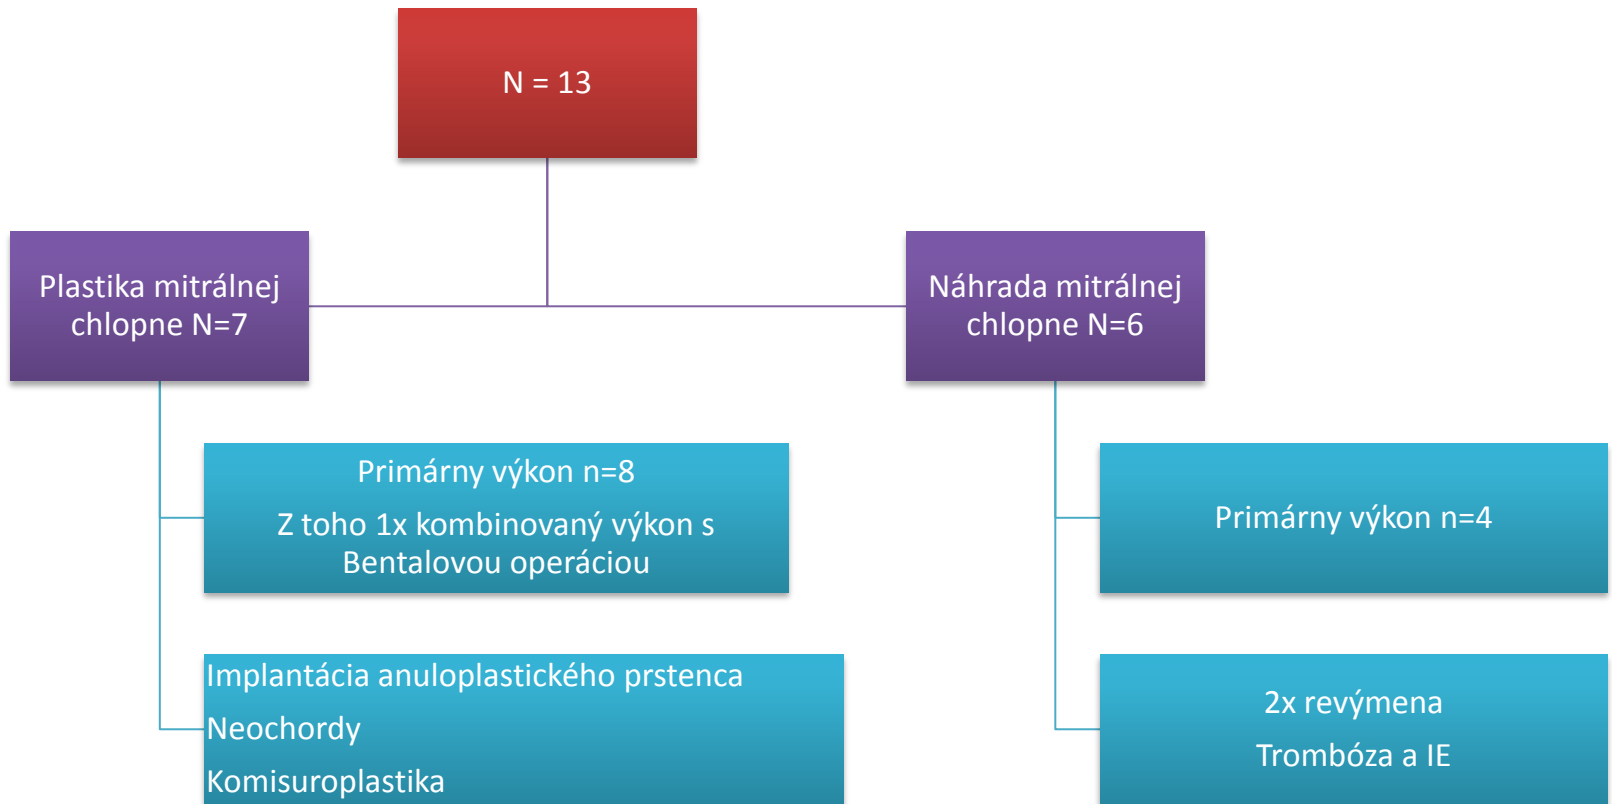 N = 13
Plastika mitrálnej
chlopne N=7
Náhrada mitrálnej
chlopne N=6
Primárny výkon n=8
Z toho 1x kombinovaný výkon s
Bentalovou operáciou
Primárny výkon n=4
Implantácia anuloplastického prstenca
Neochordy
Komisuroplastika
2x revýmena
Trombóza a IE